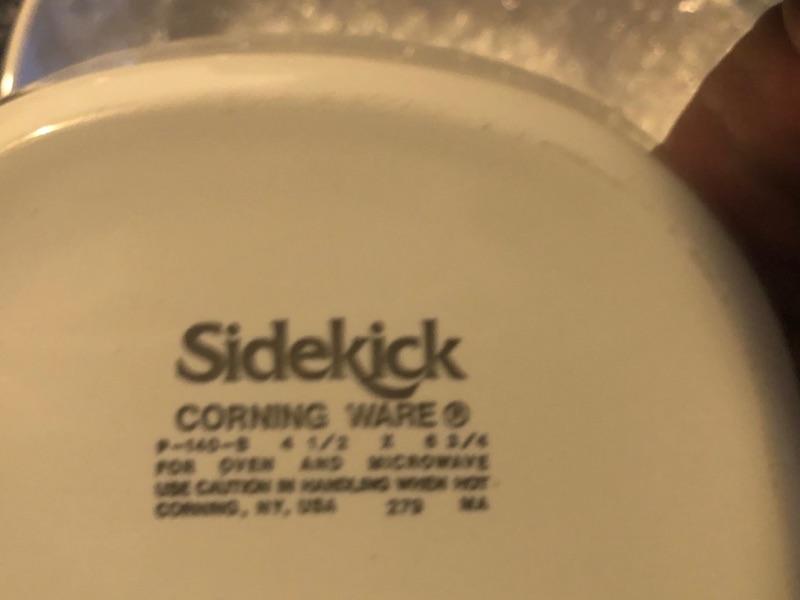 Sidekick
CORNING WARE ®
P-140-B 4 1/2 X 6 3/4
FOR OVEN AND MICROWAVE
USE CAUTION IN HANDLING WHEN HOT
CORNING, NY, USA 279 MA